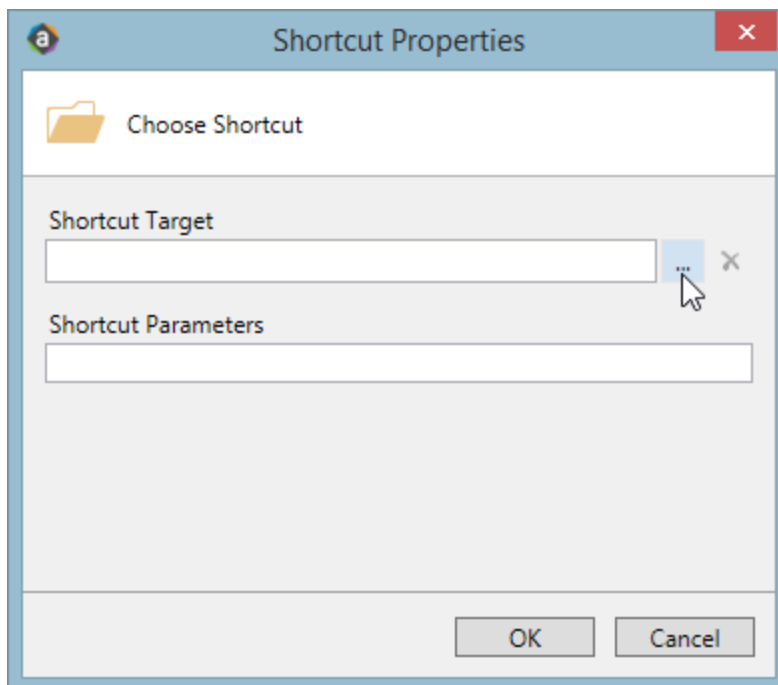 a
Shortcut Properties
Choose Shortcut
Shortcut Target
...
Shortcut Parameters
OK
Cancel